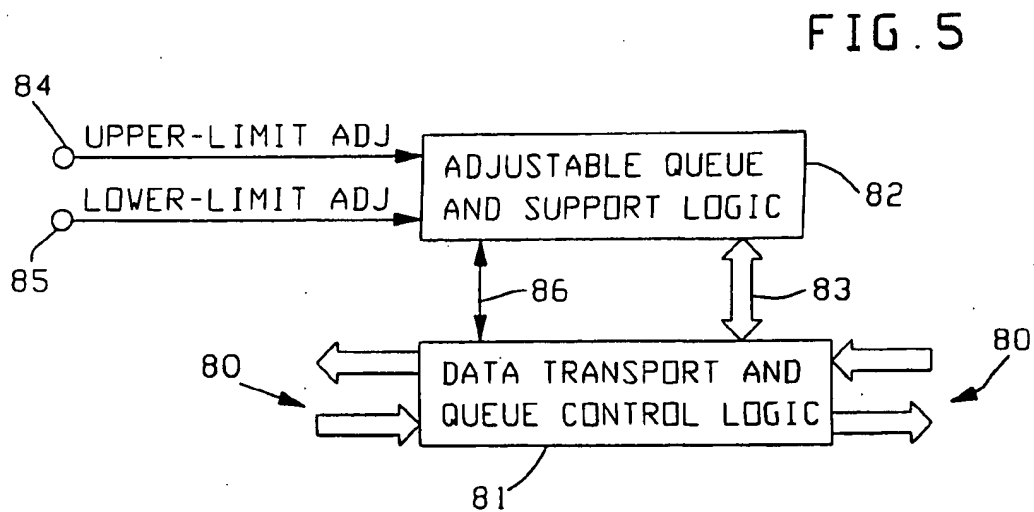 FIG.5
84
UPPER-LIMIT ADJ
LOWER-LIMIT ADJ
85
ADJUSTABLE QUEUE
AND SUPPORT LOGIC
82
86
83
80
DATA TRANSPORT AND
QUEUE CONTROL LOGIC
80
81